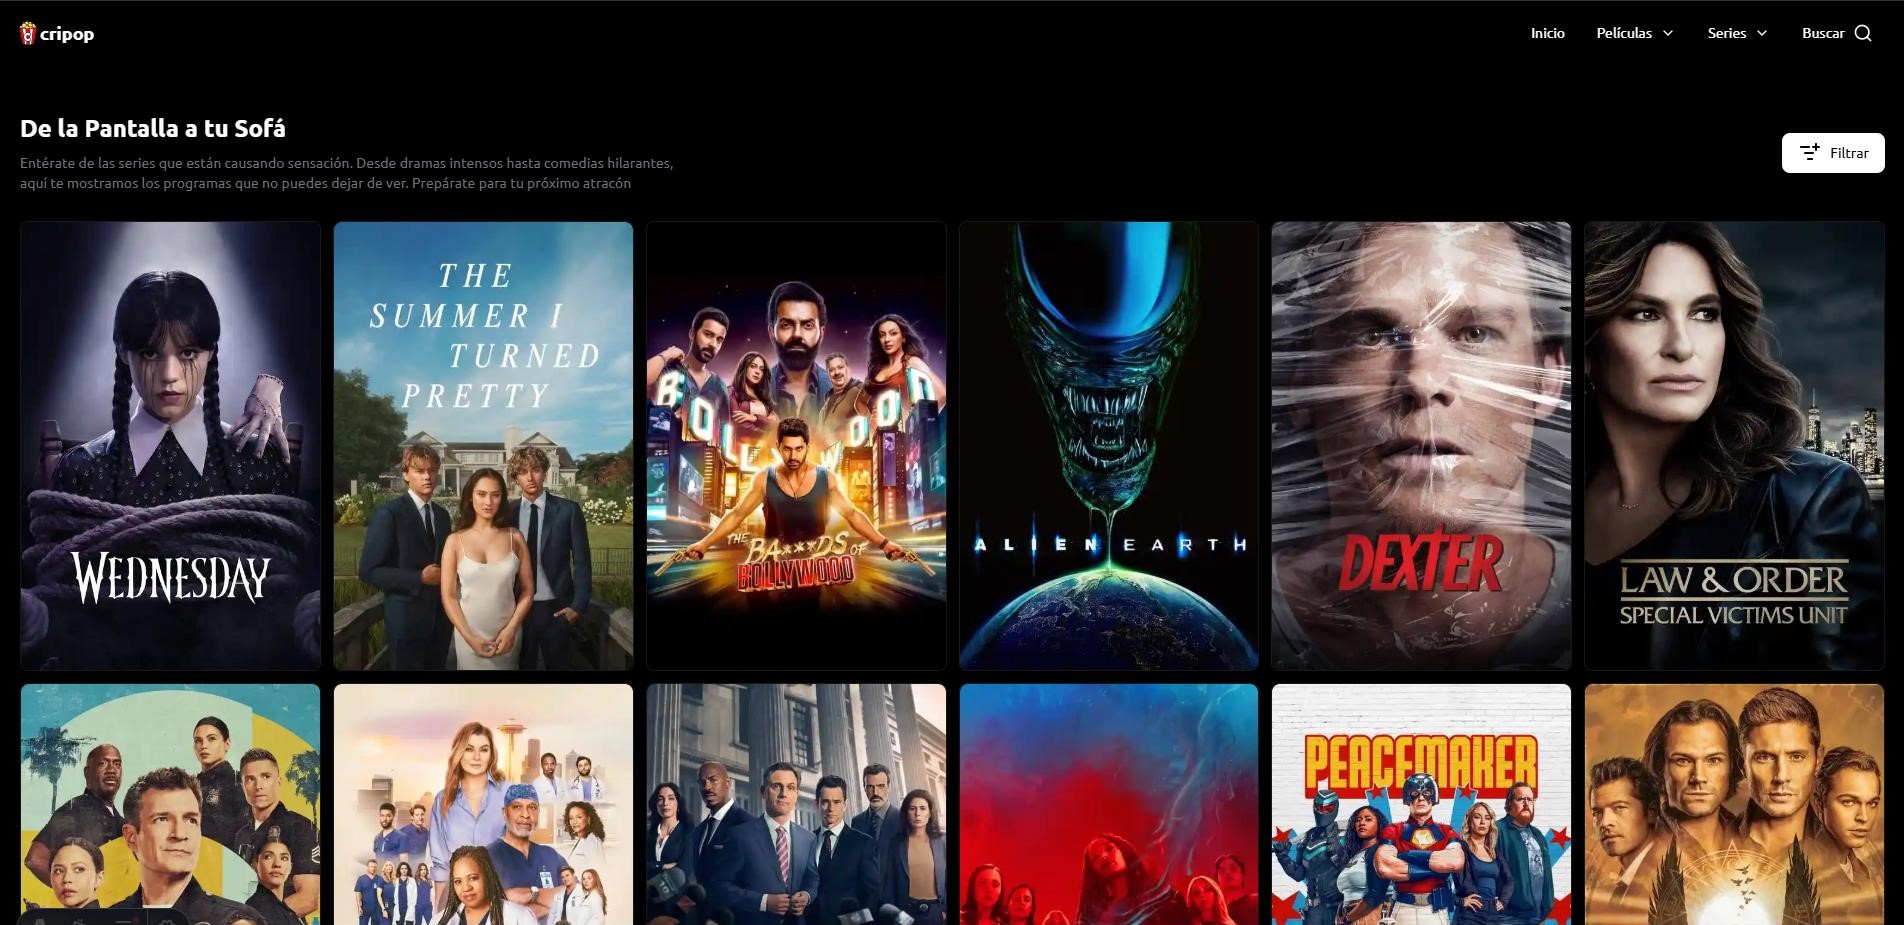 cripop
Inicio Películas Series Buscar
De la Pantalla a tu Sofá
Entérate de las series que están causando sensación. Desde dramas intensos hasta comedias hilarantes,
aquí te mostramos los programas que no puedes dejar de ver. Prepárate para tu próximo atracón
Filtrar
WEDNESDAY
THE
SUMMER I
TURNED
PRETTY
BOLLYWOOD
THE
BA***DS OF
BOLLYWOOD
ALIEN EARTH
DEXTER
LAW & ORDER
SPECIAL VICTIMS UNIT
PEACEMAKER